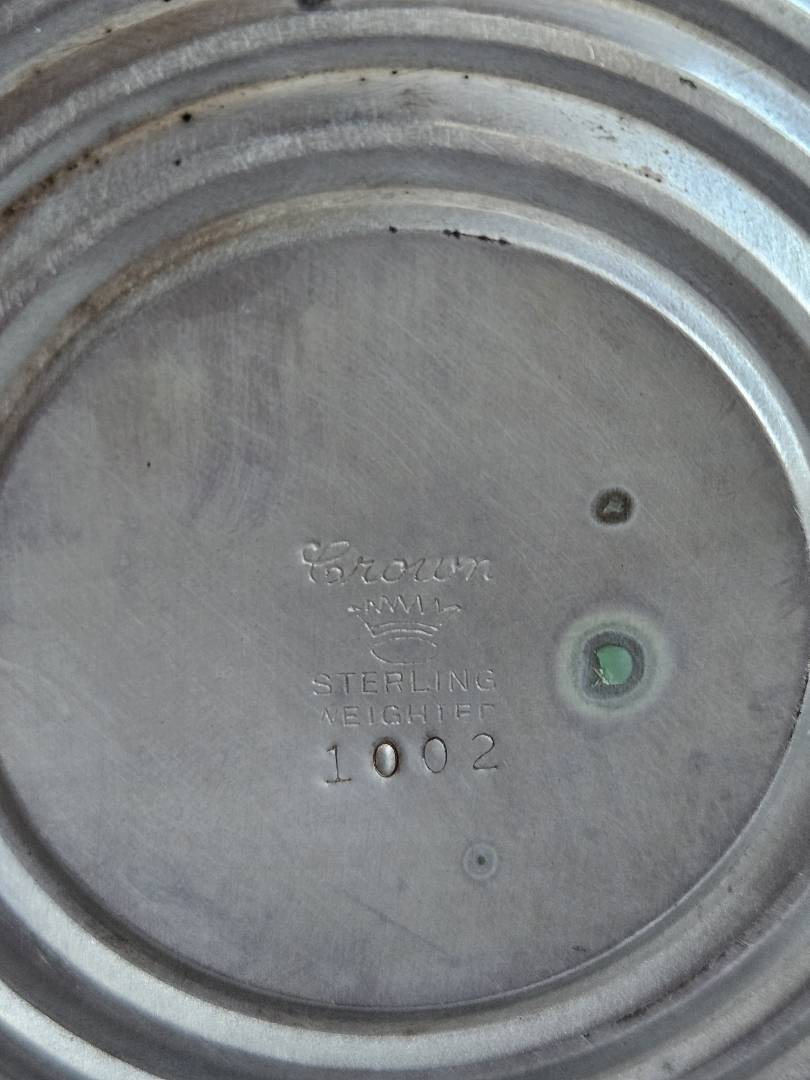 Crown
STERLING
WEIGHTED
1002